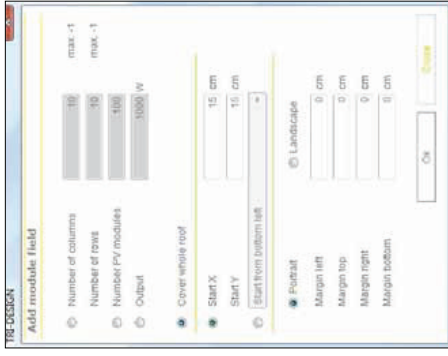 TRI-DESIGN
Add module field
Number of columns 10 max. -1
Number of rows 10 max. -1
Number PV modules 100
Output 1000 W
Cover whole roof
Start X 15 cm
Start Y 15 cm
Start from bottom left
Portrait Landscape
Margin left 0 cm
Margin top 0 cm
Margin right 0 cm
Margin bottom 0 cm
Ok Close